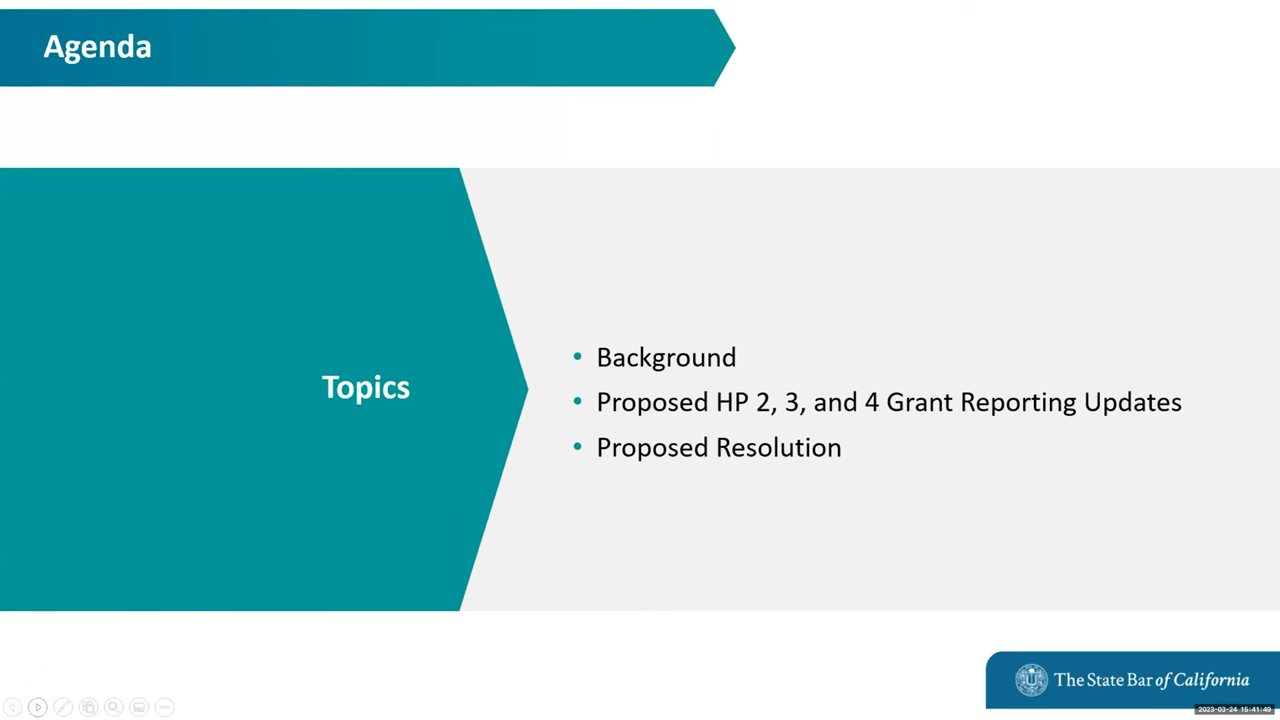 Agenda
Topics
• Background
• Proposed HP 2, 3, and 4 Grant Reporting Updates
• Proposed Resolution
The State Bar of California
2023-03-24 15:41:49